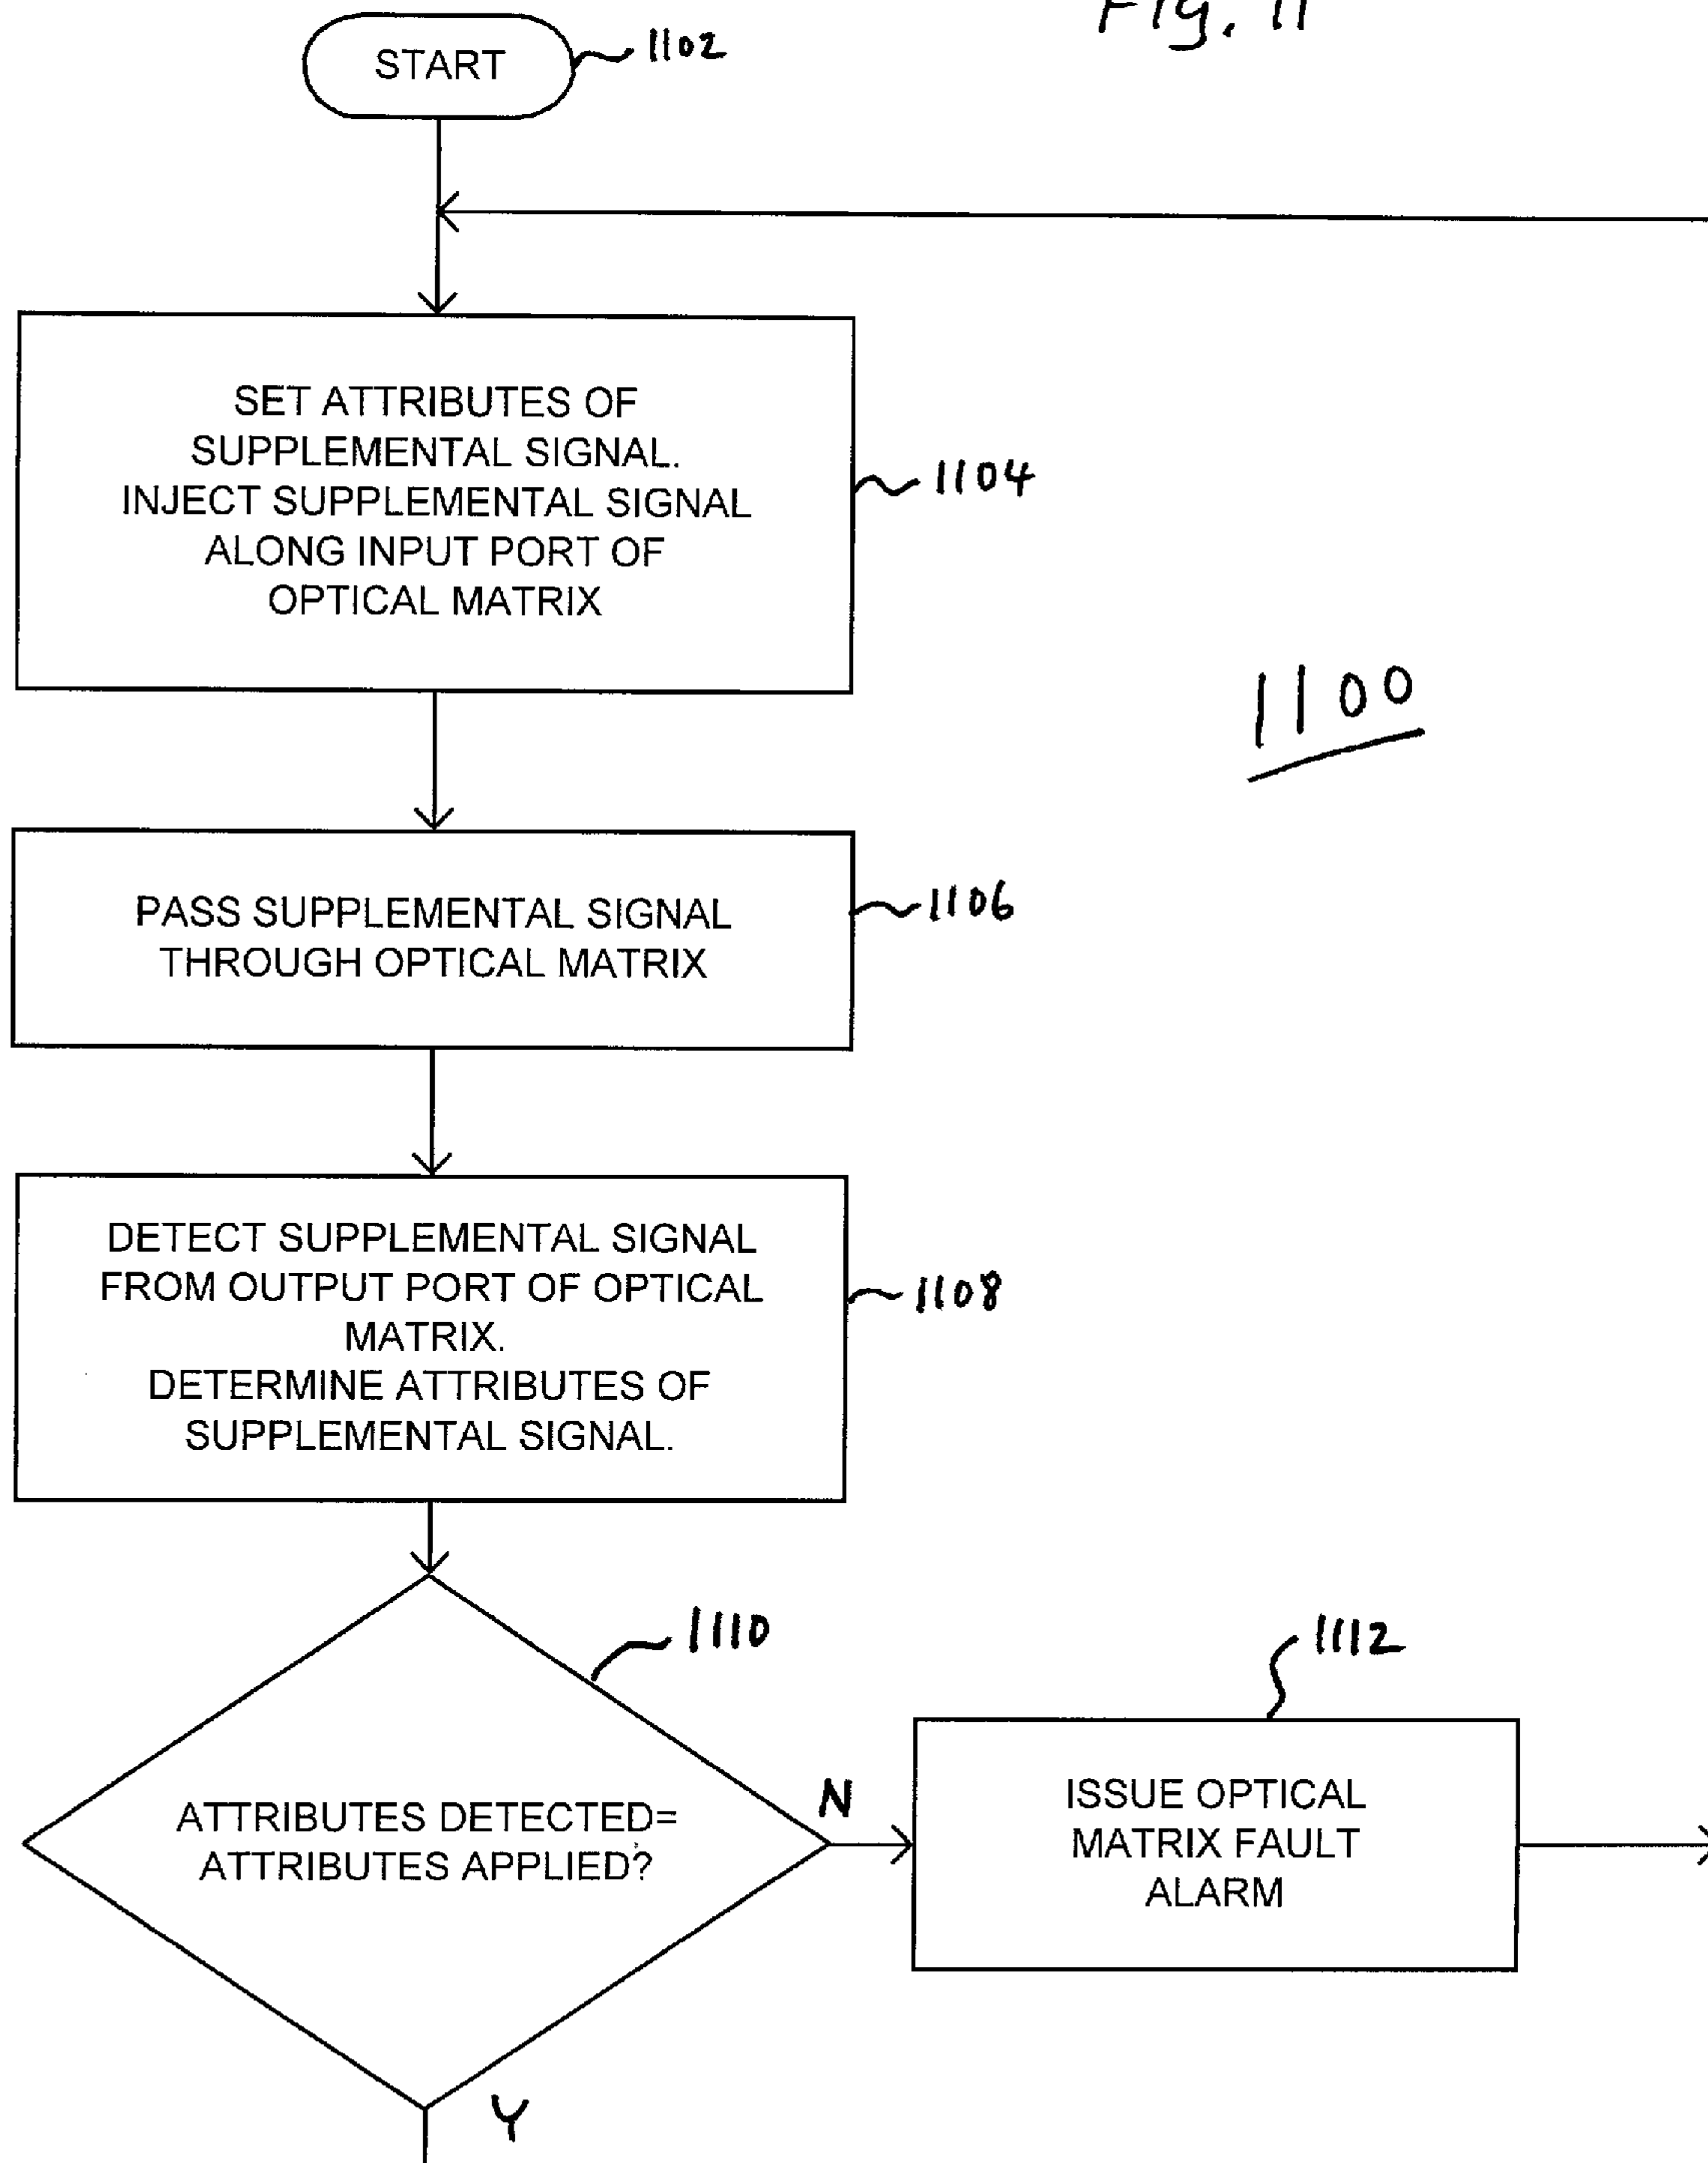 Fig. 11
START
1102
SET ATTRIBUTES OF
SUPPLEMENTAL SIGNAL.
INJECT SUPPLEMENTAL SIGNAL
ALONG INPUT PORT OF
OPTICAL MATRIX
1104
1100
PASS SUPPLEMENTAL SIGNAL
THROUGH OPTICAL MATRIX
1106
DETECT SUPPLEMENTAL SIGNAL
FROM OUTPUT PORT OF OPTICAL
MATRIX.
DETERMINE ATTRIBUTES OF
SUPPLEMENTAL SIGNAL.
1108
1110
ATTRIBUTES DETECTED=
ATTRIBUTES APPLIED?
N
1112
ISSUE OPTICAL
MATRIX FAULT
ALARM
Y